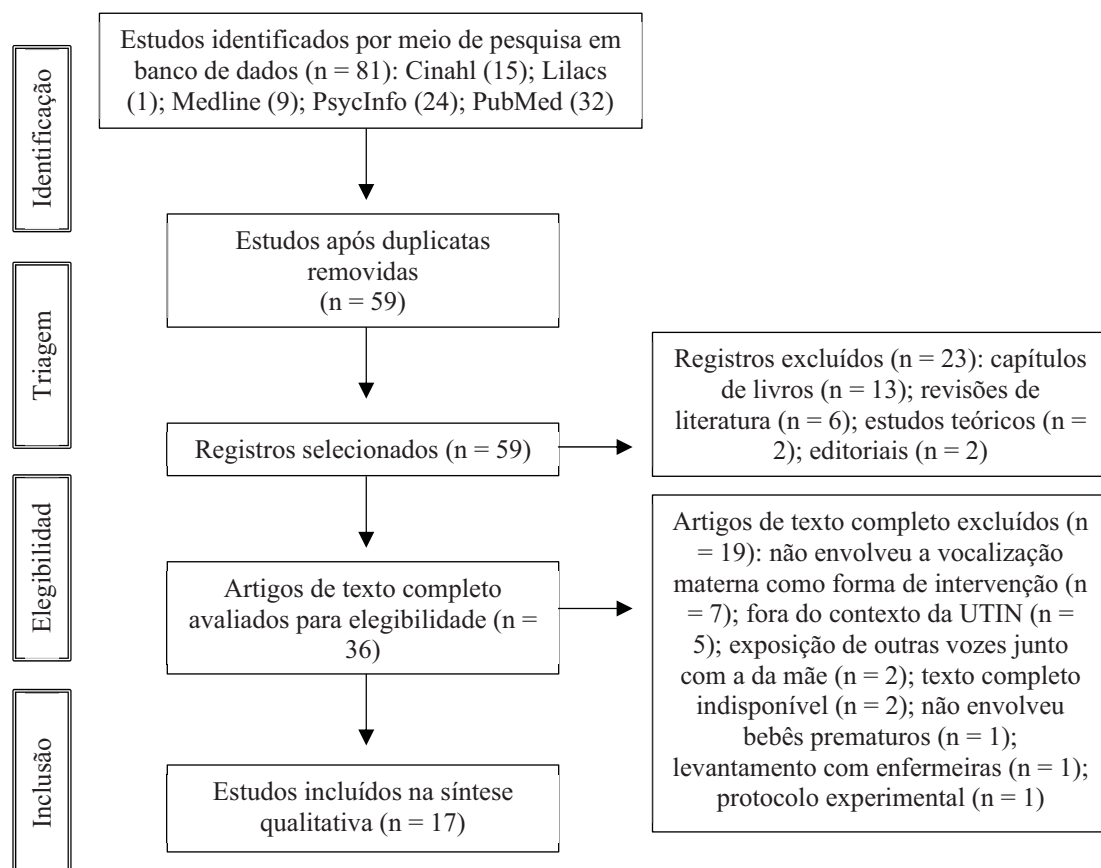 Identificação
Estudos identificados por meio de pesquisa em
banco de dados (n = 81): Cinahl (15); Lilacs
(1); Medline (9); PsycInfo (24); PubMed (32)
Estudos após duplicatas
removidas
(n = 59)
Triagem
Registros selecionados (n = 59)
Registros excluídos (n = 23): capítulos
de livros (n = 13); revisões de
literatura (n = 6); estudos teóricos (n =
2); editoriais (n = 2)
Elegibilidad
Artigos de texto completo
avaliados para elegibilidade (n =
36)
Artigos de texto completo excluídos (n
= 19): não envolveu a vocalização
materna como forma de intervenção (n
= 7); fora do contexto da UTIN (n =
5); exposição de outras vozes junto
com a da mãe (n = 2); texto completo
indisponível (n = 2); não envolveu
bebês prematuros (n = 1);
levantamento com enfermeiras (n = 1);
protocolo experimental (n = 1)
Inclusão
Estudos incluídos na síntese
qualitativa (n = 17)